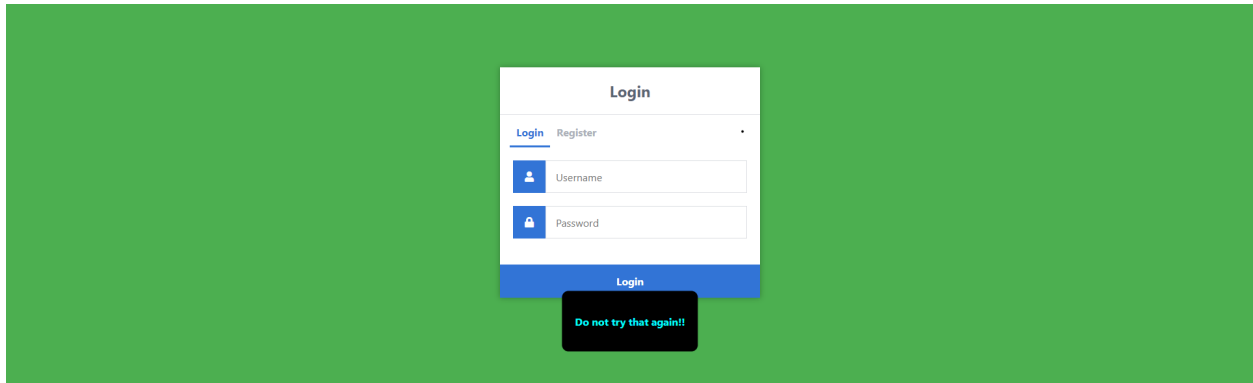 Login
Login Register
Username
Password
Login
Do not try that again!!